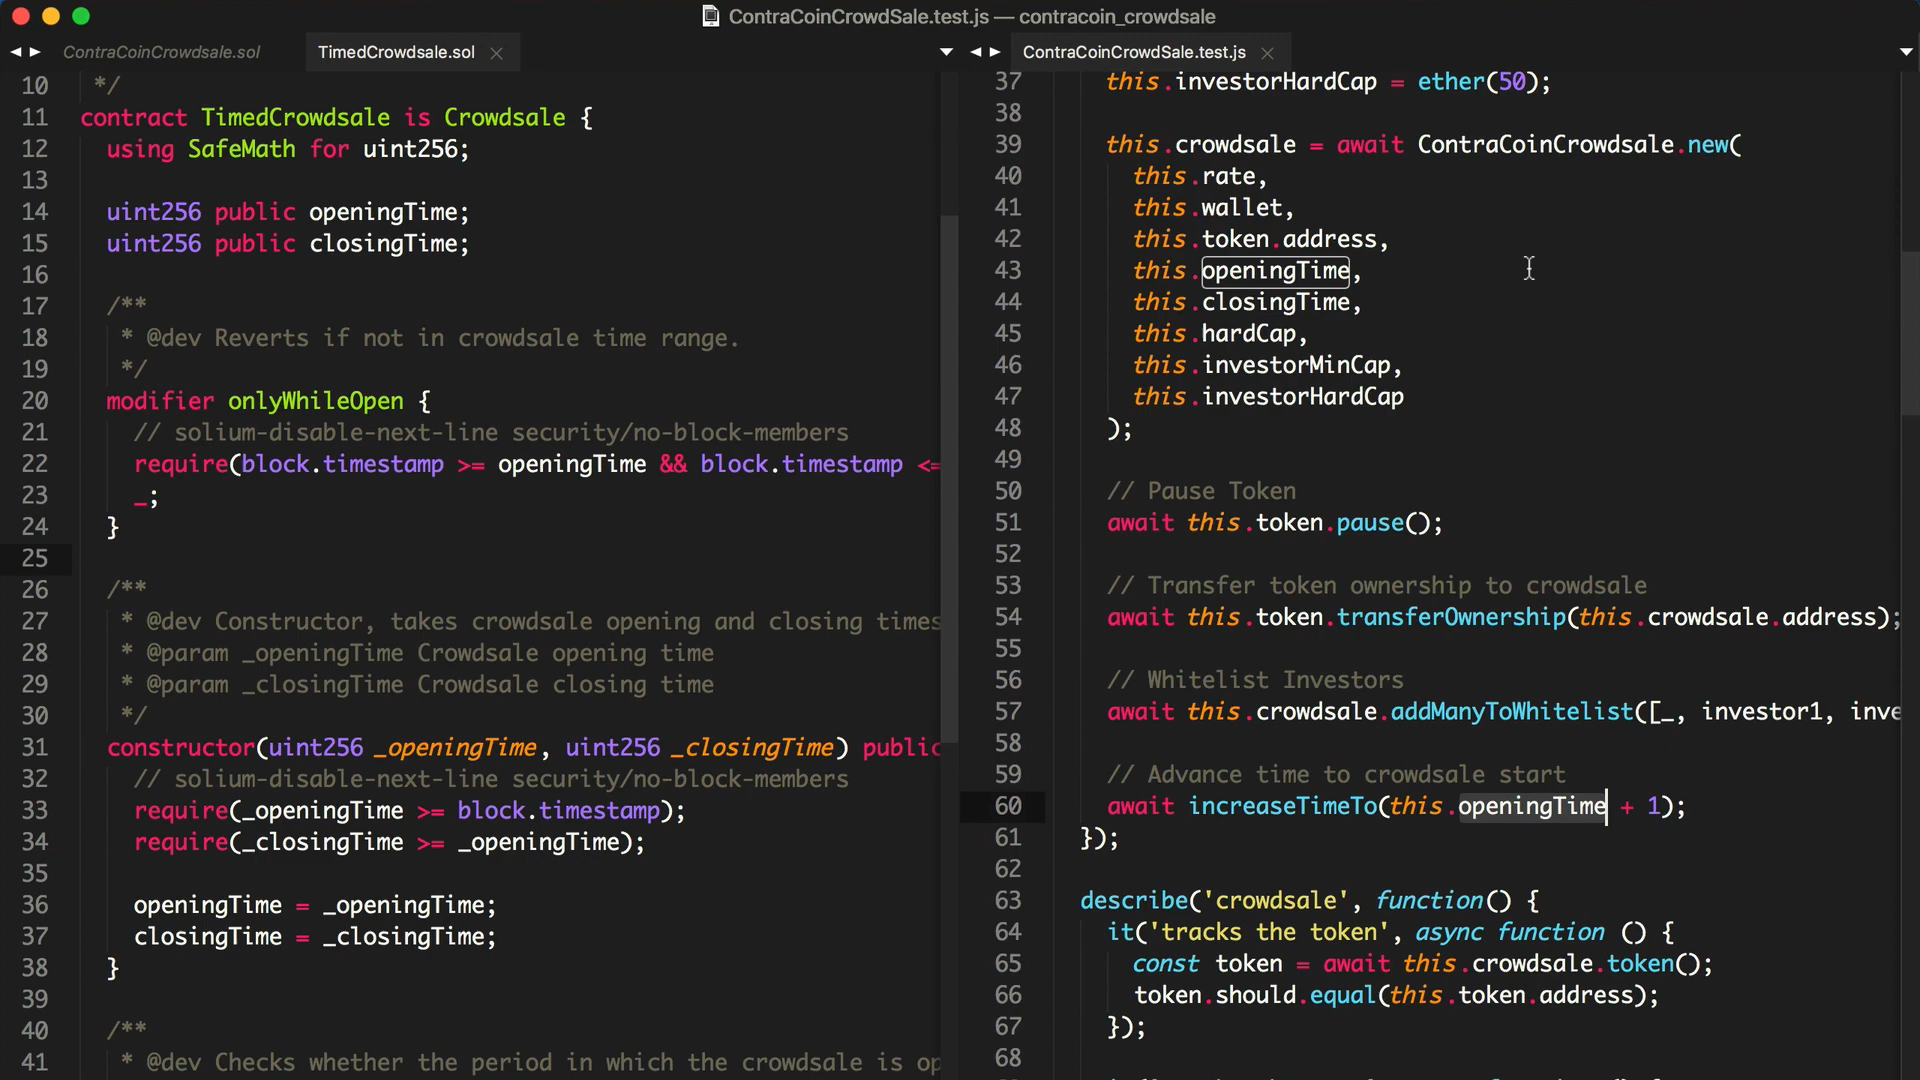 ContraCoinCrowdSale.test.js — contracoin_crowdsale
ContraCoinCrowdsale.sol
TimedCrowdsale.sol
10 */
11 contract TimedCrowdsale is Crowdsale {
12 using SafeMath for uint256;
13
14 uint256 public openingTime;
15 uint256 public closingTime;
16
17 /**
18 * @dev Reverts if not in crowdsale time range.
19 */
20 modifier onlyWhileOpen {
21 // solium-disable-next-line security/no-block-members
22 require(block.timestamp >= openingTime && block.timestamp <=
23 _;
24 }
25
26 /**
27 * @dev Constructor, takes crowdsale opening and closing times
28 * @param _openingTime Crowdsale opening time
29 * @param _closingTime Crowdsale closing time
30 */
31 constructor(uint256 _openingTime, uint256 _closingTime) public
32 // solium-disable-next-line security/no-block-members
33 require(_openingTime >= block.timestamp);
34 require(_closingTime >= _openingTime);
35
36 openingTime = _openingTime;
37 closingTime = _closingTime;
38 }
39
40 /**
41 * @dev Checks whether the period in which the crowdsale is op
ContraCoinCrowdSale.test.js
37 this.investorHardCap = ether(50);
38
39 this.crowdsale = await ContraCoinCrowdsale.new(
40 this.rate,
41 this.wallet,
42 this.token.address,
43 this.openingTime,
44 this.closingTime,
45 this.hardCap,
46 this.investorMinCap,
47 this.investorHardCap
48 );
49
50 // Pause Token
51 await this.token.pause();
52
53 // Transfer token ownership to crowdsale
54 await this.token.transferOwnership(this.crowdsale.address);
55
56 // Whitelist Investors
57 await this.crowdsale.addManyToWhitelist([_, investor1, inve
58
59 // Advance time to crowdsale start
60 await increaseTimeTo(this.openingTime + 1);
61 });
62
63 describe('crowdsale', function() {
64 it('tracks the token', async function () {
65 const token = await this.crowdsale.token();
66 token.should.equal(this.token.address);
67 });
68